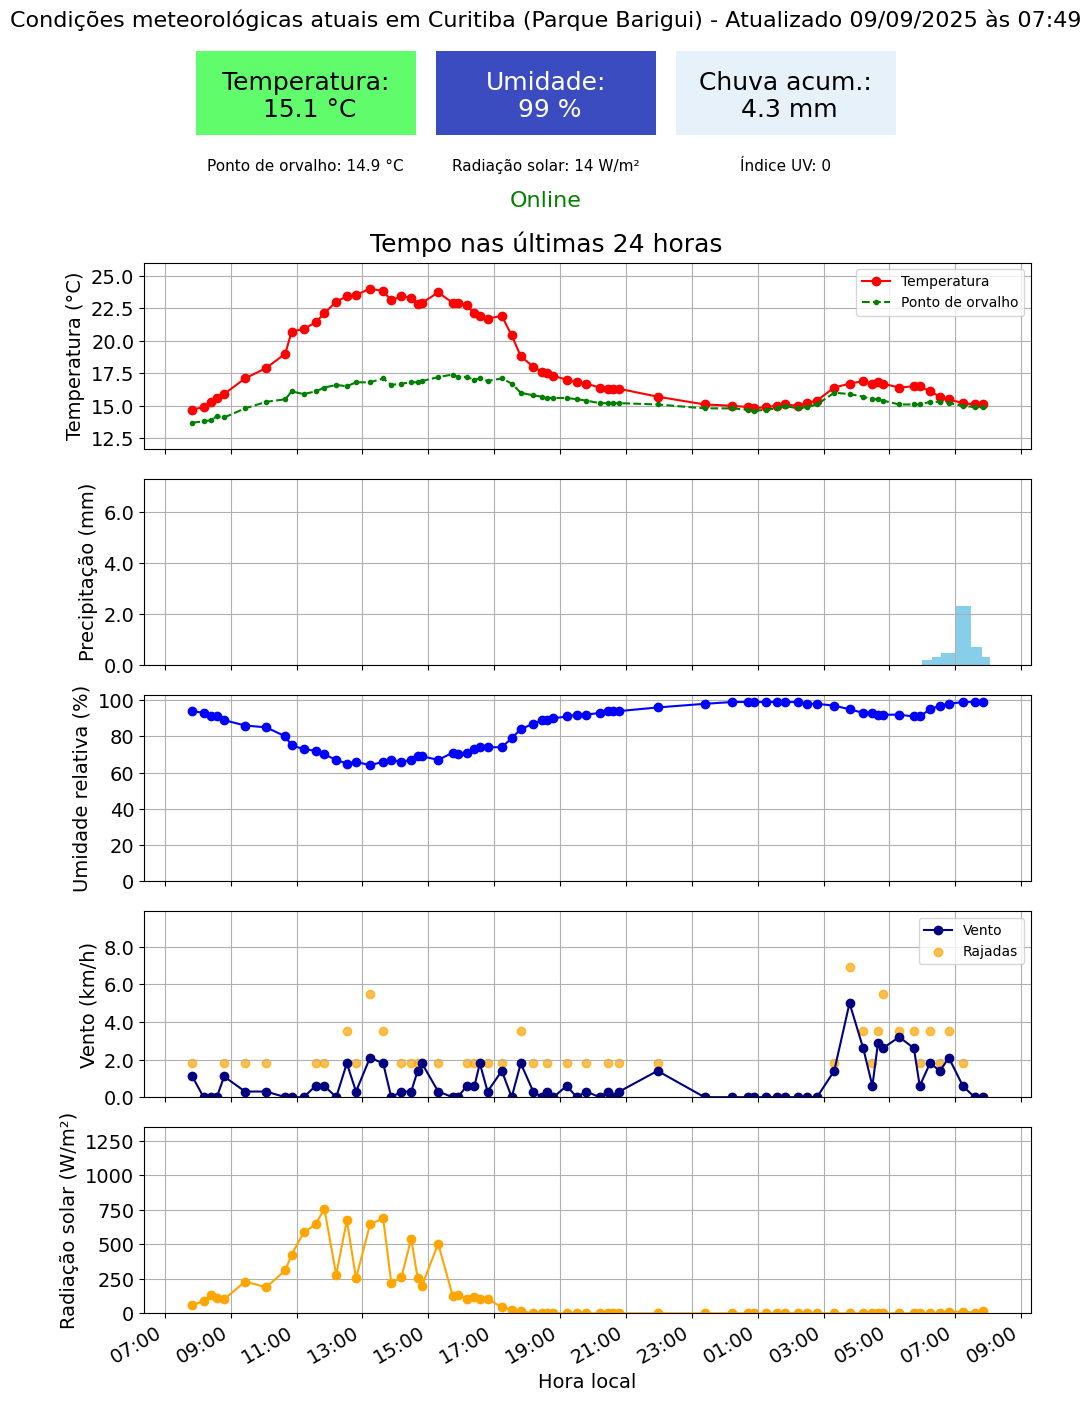 Condições meteorológicas atuais em Curitiba (Parque Barigui) - Atualizado 09/09/2025 às 07:49
Temperatura:
15.1 °C
Umidade:
99 %
Chuva acum.:
4.3 mm
Ponto de orvalho: 14.9 °C
Radiação solar: 14 W/m²
Índice UV: 0
Online
Tempo nas últimas 24 horas
Temperatura (°C)
25.0
22.5
20.0
17.5
15.0
12.5
Temperatura
Ponto de orvalho
Precipitação (mm)
6.0
4.0
2.0
0.0
Umidade relativa (%)
100
80
60
40
20
0
Vento (km/h)
8.0
6.0
4.0
2.0
0.0
Vento
Rajadas
Radiação solar (W/m²)
1250
1000
750
500
250
0
07:00
09:00
11:00
13:00
15:00
17:00
19:00
21:00
23:00
01:00
03:00
05:00
07:00
09:00
Hora local